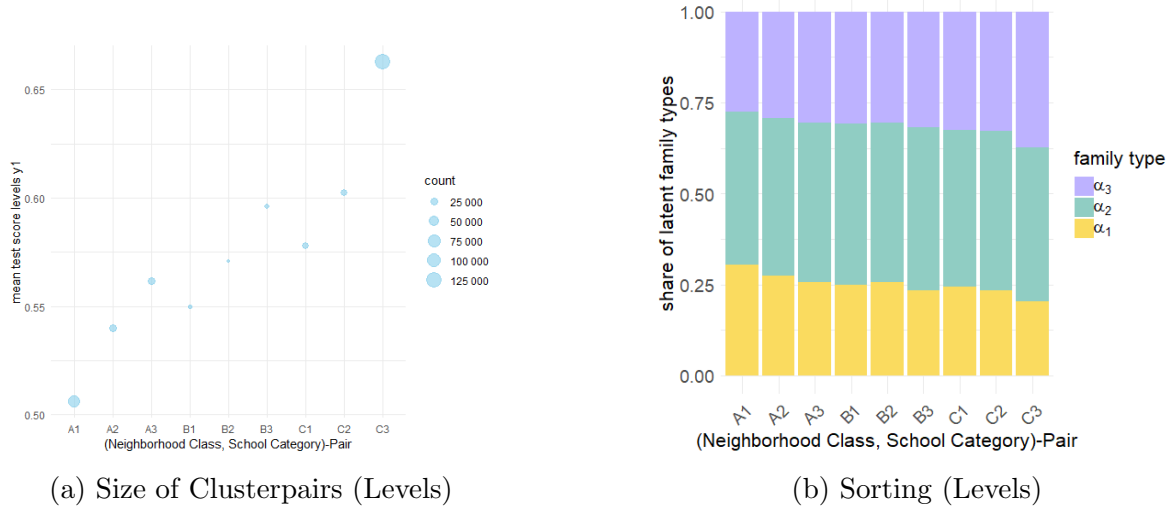 mean test score levels y1
0.65
0.60
0.55
0.50
A1 A2 A3 B1 B2 B3 C1 C2 C3
(Neighborhood Class, School Category)-Pair
count
25 000
50 000
75 000
100 000
125 000
(a) Size of Clusterpairs (Levels)
share of latent family types
1.00
0.75
0.50
0.25
0.00
A1 A2 A3 B1 B2 B3 C1 C2 C3
(Neighborhood Class, School Category)-Pair
family type
α₃
α₂
α₁
(b) Sorting (Levels)